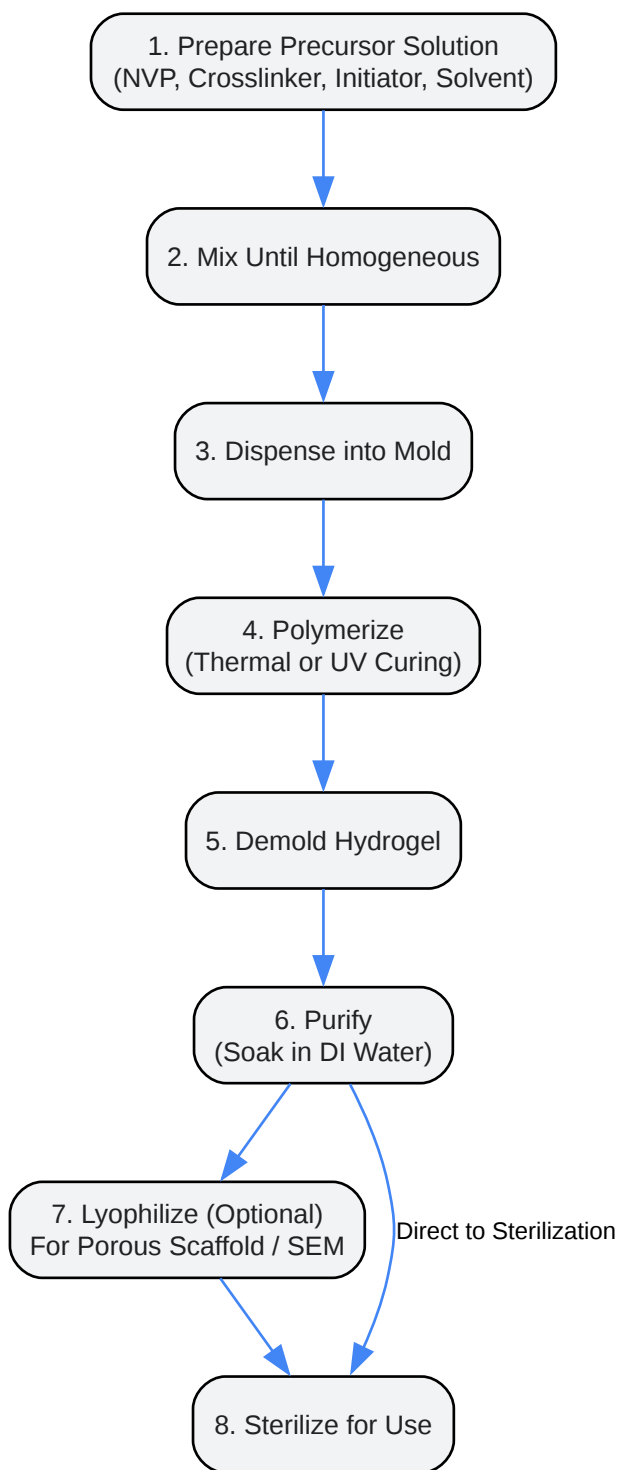 1. Prepare Precursor Solution
(NVP, Crosslinker, Initiator, Solvent)
2. Mix Until Homogeneous
3. Dispense into Mold
4. Polymerize
(Thermal or UV Curing)
5. Demold Hydrogel
6. Purify
(Soak in DI Water)
7. Lyophilize (Optional)
For Porous Scaffold / SEM
Direct to Sterilization
8. Sterilize for Use